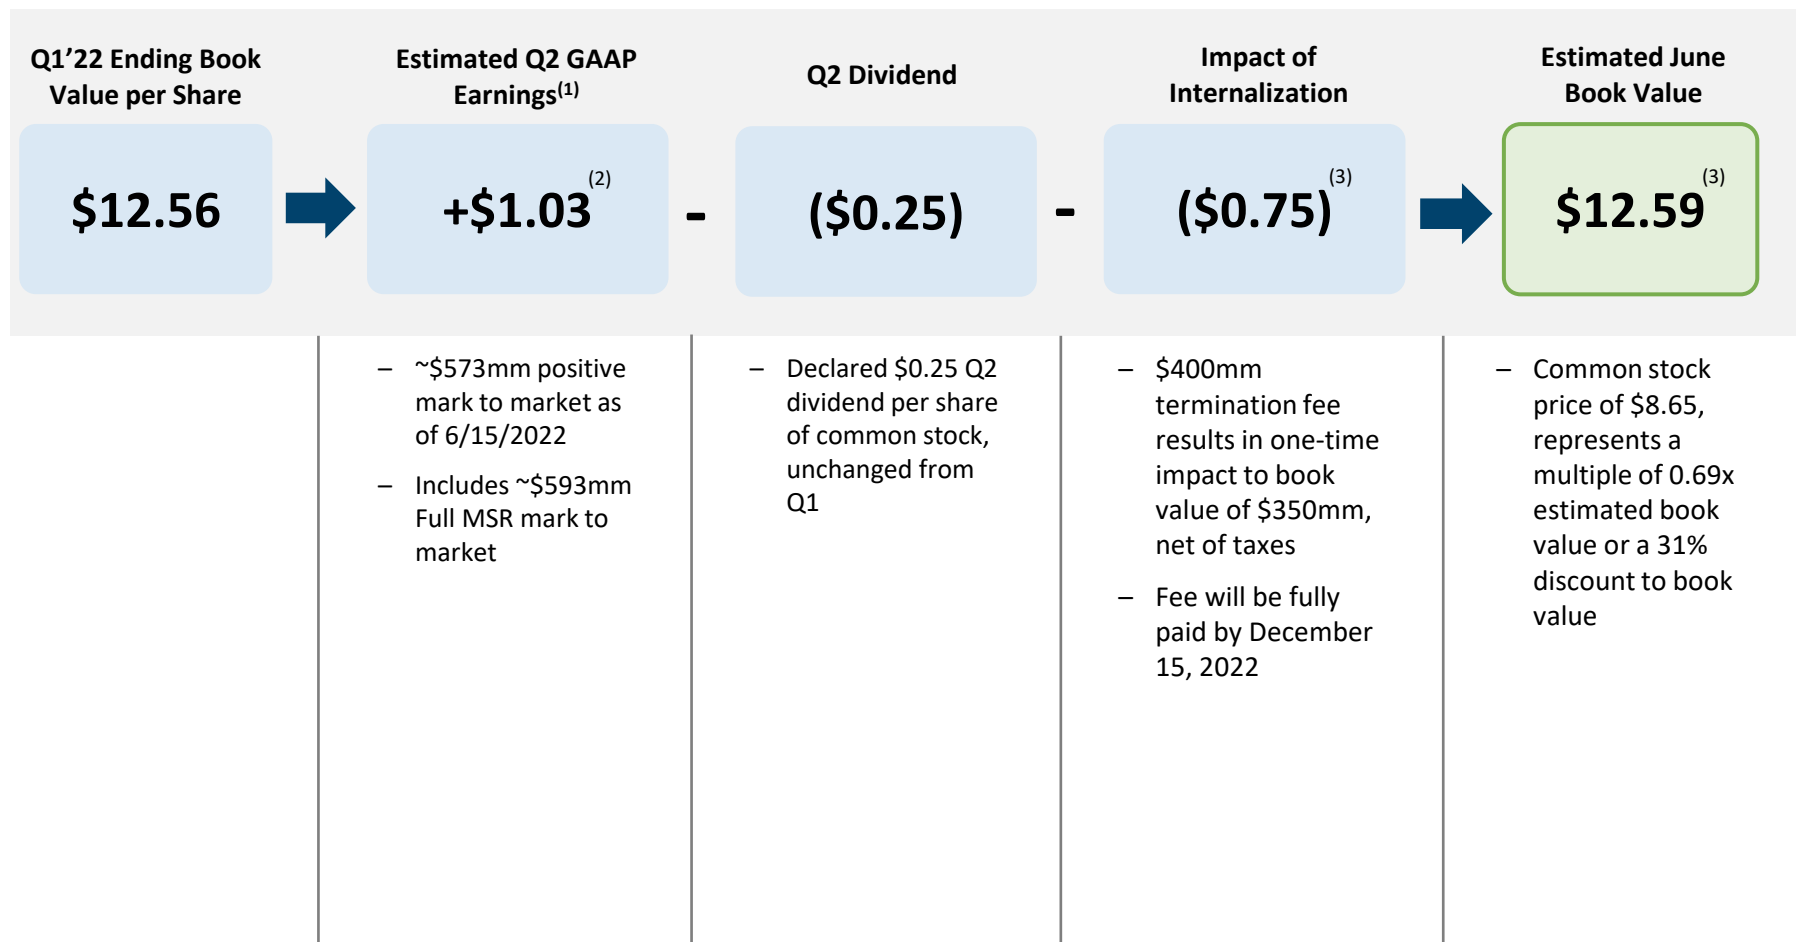 Q1’22 Ending Book
Value per Share
$12.56
Estimated Q2 GAAP
Earnings(1)
+$1.03(2)
-
Q2 Dividend
($0.25)
-
Impact of
Internalization
($0.75)(3)
Estimated June
Book Value
$12.59(3)
– ~$573mm positive
mark to market as
of 6/15/2022
– Includes ~$593mm
Full MSR mark to
market
– Declared $0.25 Q2
dividend per share
of common stock,
unchanged from
Q1
– $400mm
termination fee
results in one-time
impact to book
value of $350mm,
net of taxes
– Fee will be fully
paid by December
15, 2022
– Common stock
price of $8.65,
represents a
multiple of 0.69x
estimated book
value or a 31%
discount to book
value